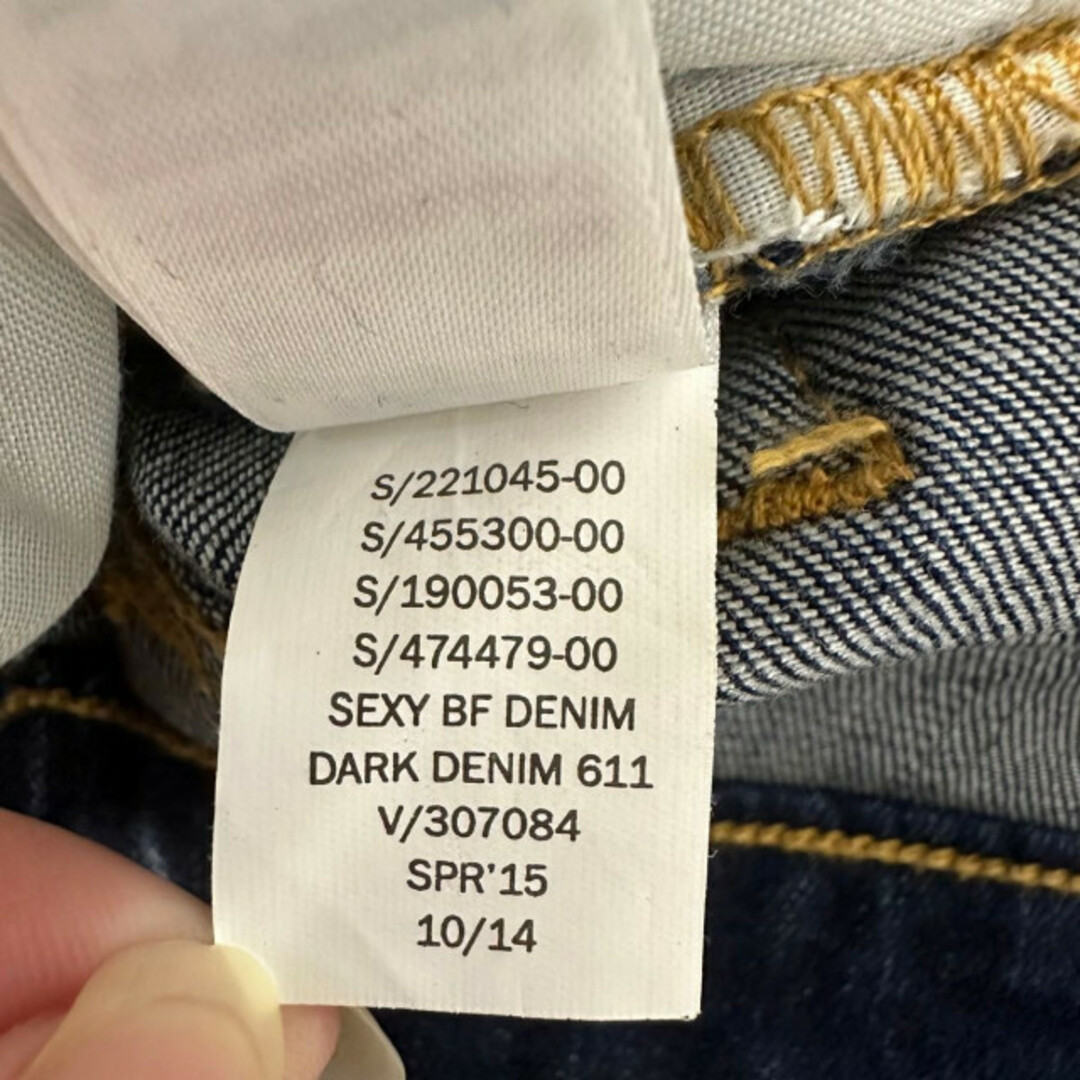 S/221045-00
S/455300-00
S/190053-00
S/474479-00
SEXY BF DENIM
DARK DENIM 611
V/307084
SPR'15
10/14